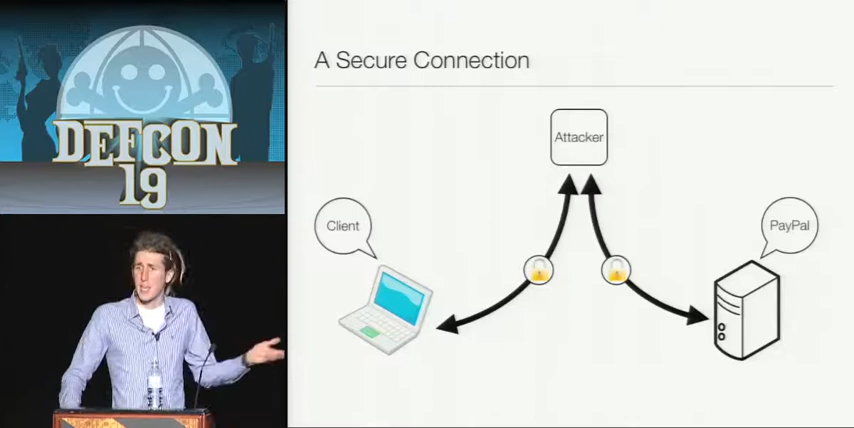 DEFCON
19
A Secure Connection
Attacker
Client
PayPal